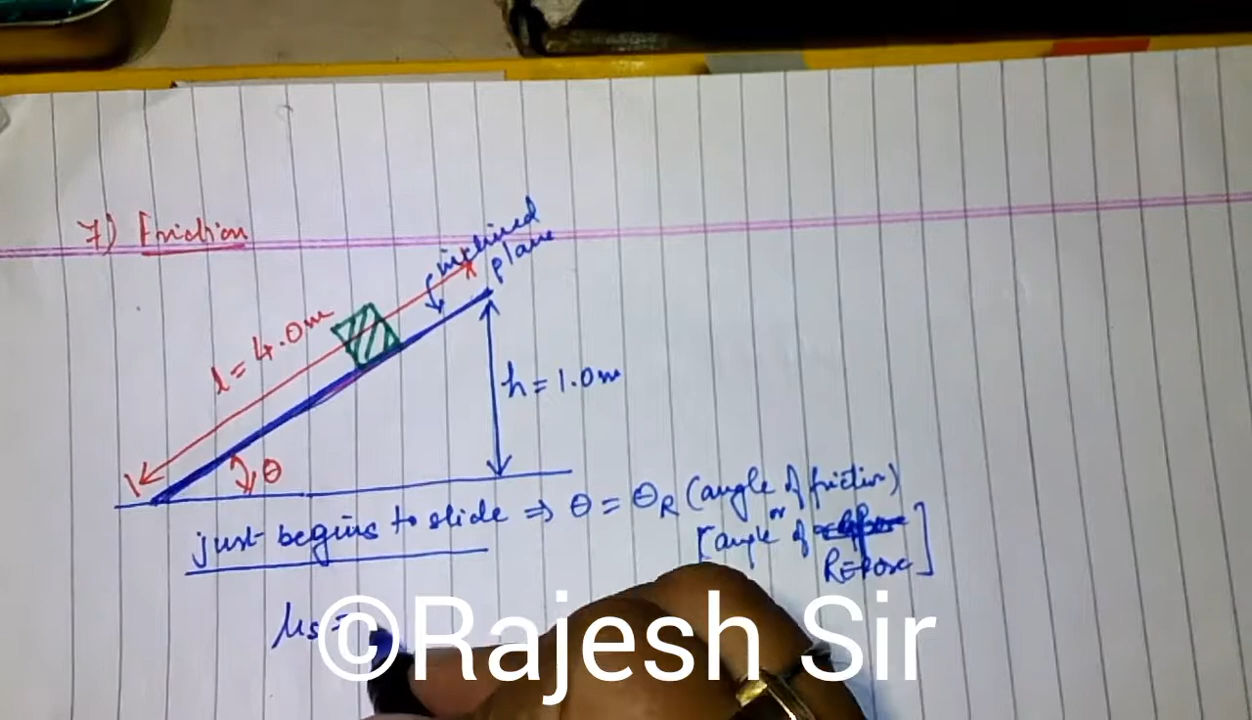 7) Friction
inclined
plane
l = 4.0m
h = 1.0m
θ
just begins to slide ⇒ θ = θR (angle of friction)
or
[angle of
REPOSE]
μs =
©Rajesh Sir